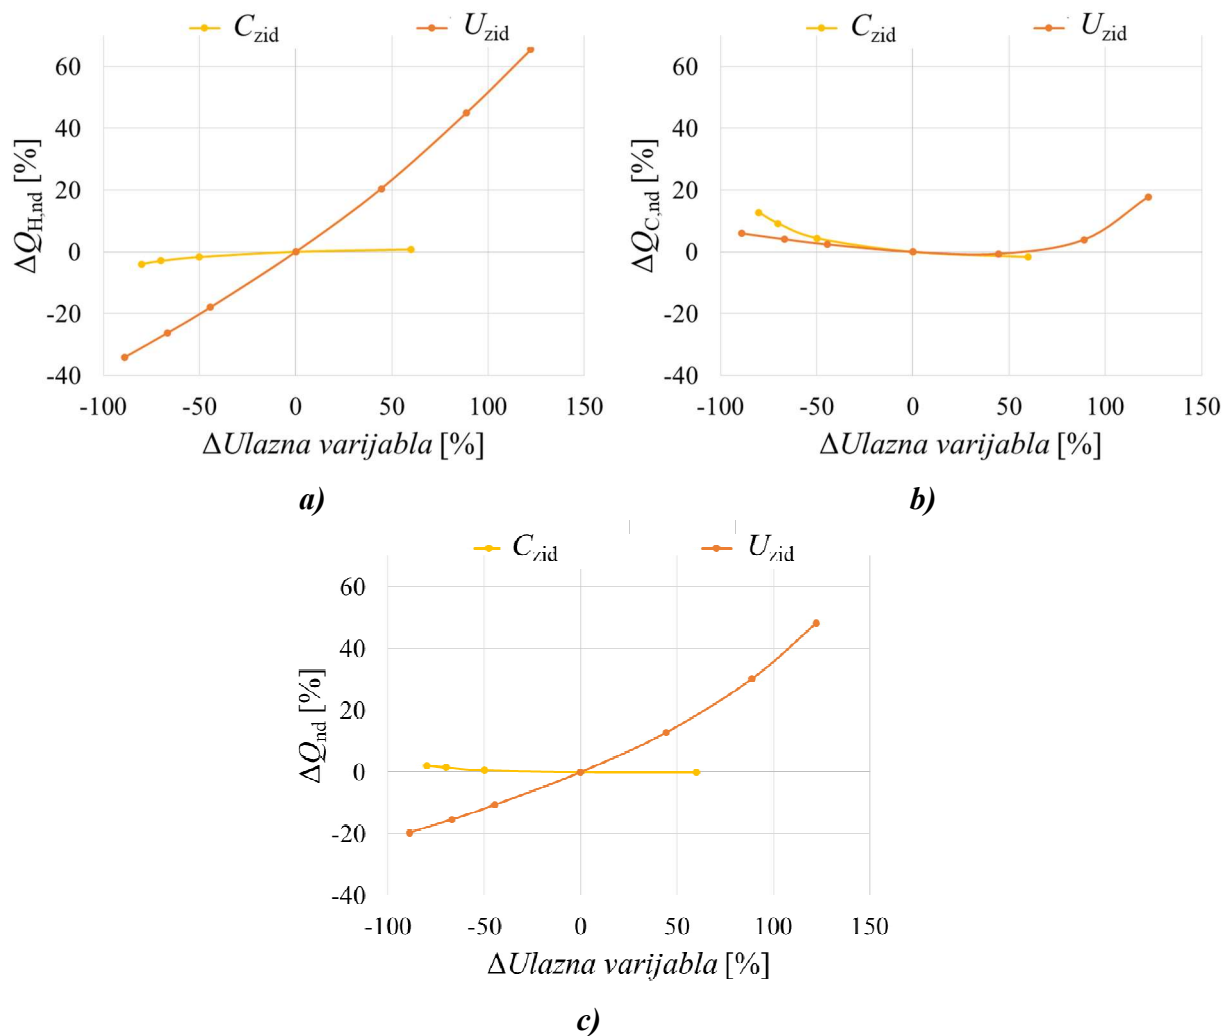 C_zid U_zid
ΔQ_H,nd [%]
60
40
20
0
-20
-40
-100 -50 0 50 100 150
ΔUlazna varijabla [%]
a)
C_zid U_zid
ΔQ_C,nd [%]
60
40
20
0
-20
-40
-100 -50 0 50 100 150
ΔUlazna varijabla [%]
b)
C_zid U_zid
ΔQ_nd [%]
60
40
20
0
-20
-40
-100 -50 0 50 100 150
ΔUlazna varijabla [%]
c)